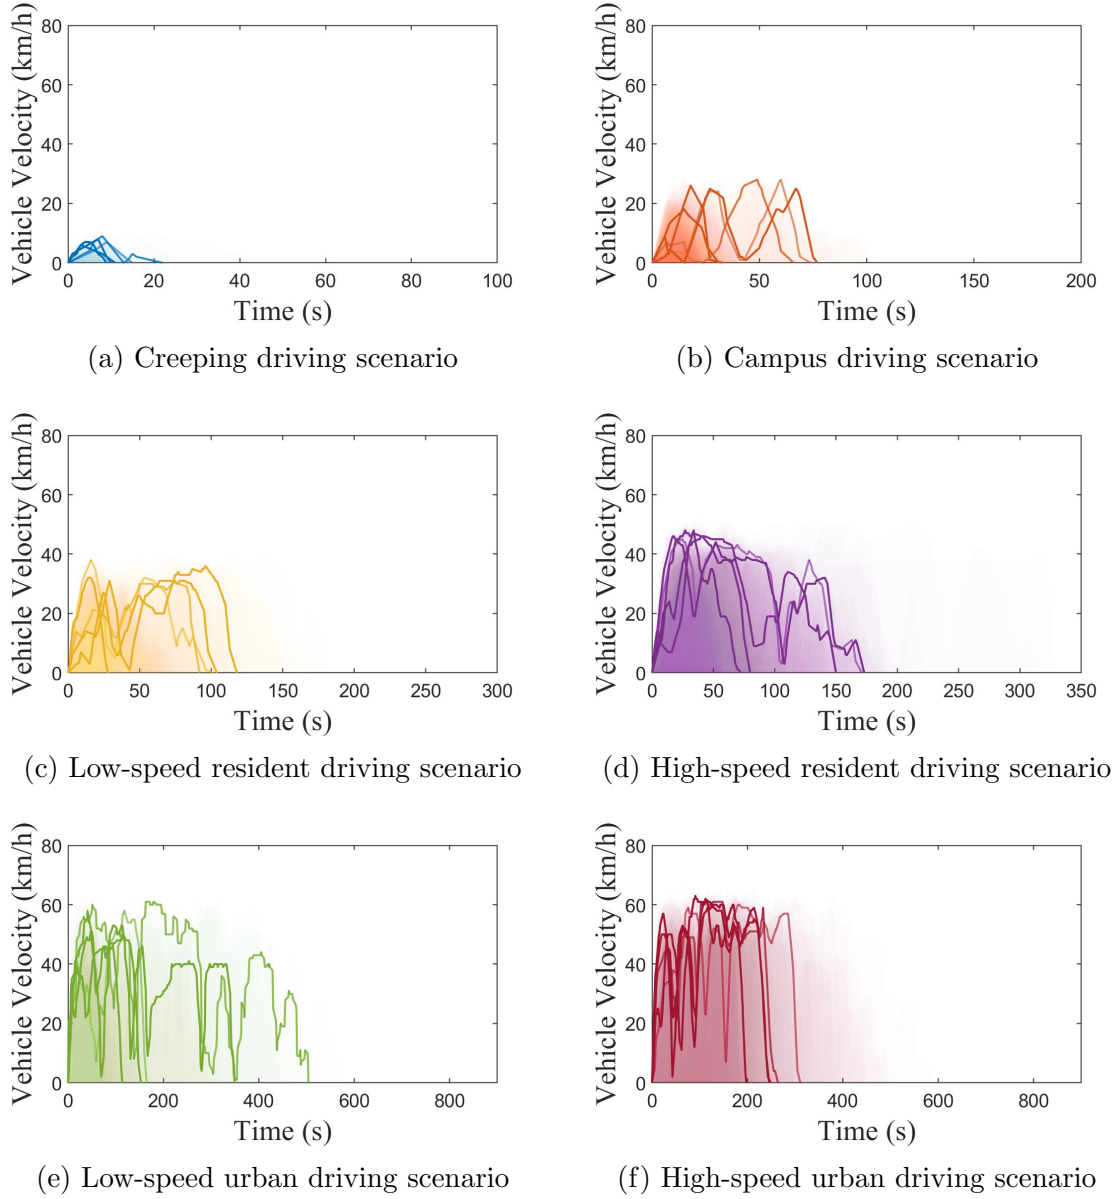 Vehicle Velocity (km/h)
80
60
40
20
0
0 20 40 60 80 100
Time (s)
(a) Creeping driving scenario
Vehicle Velocity (km/h)
80
60
40
20
0
0 50 100 150 200
Time (s)
(b) Campus driving scenario
Vehicle Velocity (km/h)
80
60
40
20
0
0 50 100 150 200 250 300
Time (s)
(c) Low-speed resident driving scenario
Vehicle Velocity (km/h)
80
60
40
20
0
0 50 100 150 200 250 300 350
Time (s)
(d) High-speed resident driving scenario
Vehicle Velocity (km/h)
80
60
40
20
0
0 200 400 600 800
Time (s)
(e) Low-speed urban driving scenario
Vehicle Velocity (km/h)
80
60
40
20
0
0 200 400 600 800
Time (s)
(f) High-speed urban driving scenario